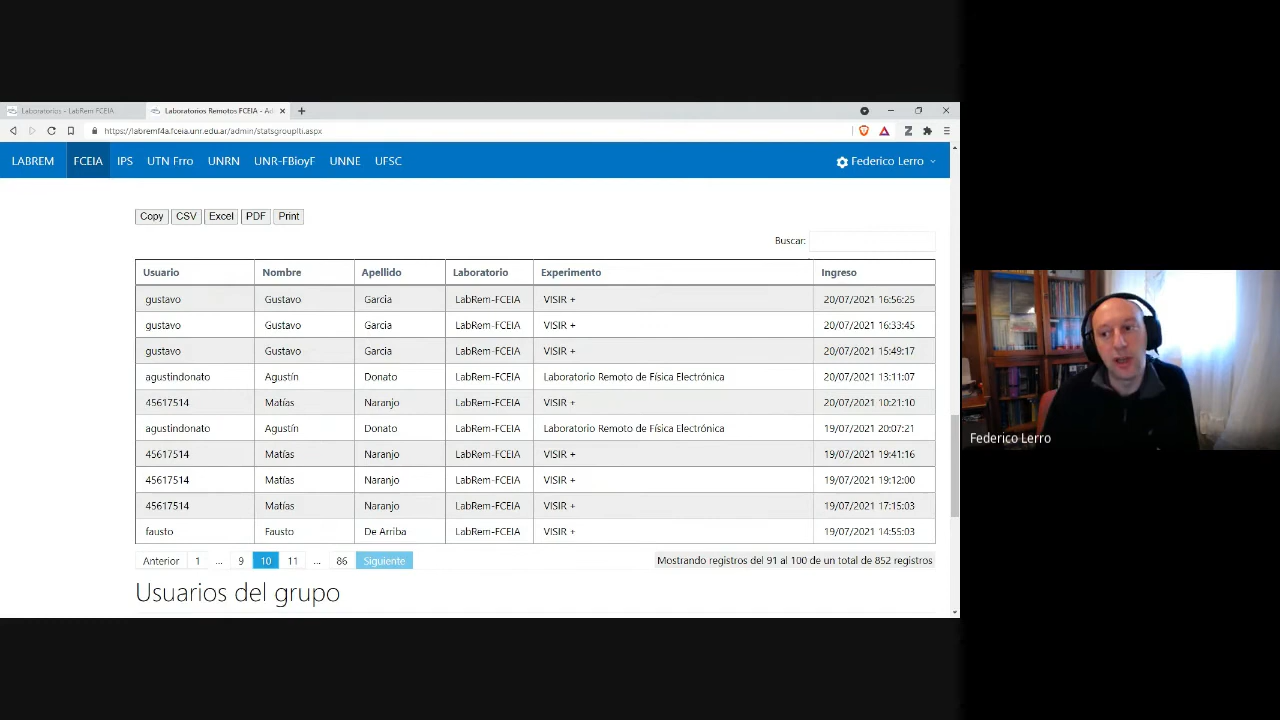 Laboratorios - LabRem FCEIA
Laboratorios Remotos FCEIA - Ad
https://labremf4a.fceia.unr.edu.ar/admin/statsgrouplti.aspx
LABREM FCEIA IPS UTN Frro UNRN UNR-FBioyF UNNE UFSC Federico Lerro
Copy CSV Excel PDF Print
Buscar:
Usuario Nombre Apellido Laboratorio Experimento Ingreso
gustavo Gustavo Garcia LabRem-FCEIA VISIR + 20/07/2021 16:56:25
gustavo Gustavo Garcia LabRem-FCEIA VISIR + 20/07/2021 16:33:45
gustavo Gustavo Garcia LabRem-FCEIA VISIR + 20/07/2021 15:49:17
agustindonato Agustín Donato LabRem-FCEIA Laboratorio Remoto de Física Electrónica 20/07/2021 13:11:07
45617514 Matías Naranjo LabRem-FCEIA VISIR + 20/07/2021 10:21:10
agustindonato Agustín Donato LabRem-FCEIA Laboratorio Remoto de Física Electrónica 19/07/2021 20:07:21
45617514 Matías Naranjo LabRem-FCEIA VISIR + 19/07/2021 19:41:16
45617514 Matías Naranjo LabRem-FCEIA VISIR + 19/07/2021 19:12:00
45617514 Matías Naranjo LabRem-FCEIA VISIR + 19/07/2021 17:15:03
fausto Fausto De Arriba LabRem-FCEIA VISIR + 19/07/2021 14:55:03
Anterior 1 ... 9 10 11 ... 86 Siguiente Mostrando registros del 91 al 100 de un total de 852 registros
Usuarios del grupo
Federico Lerro